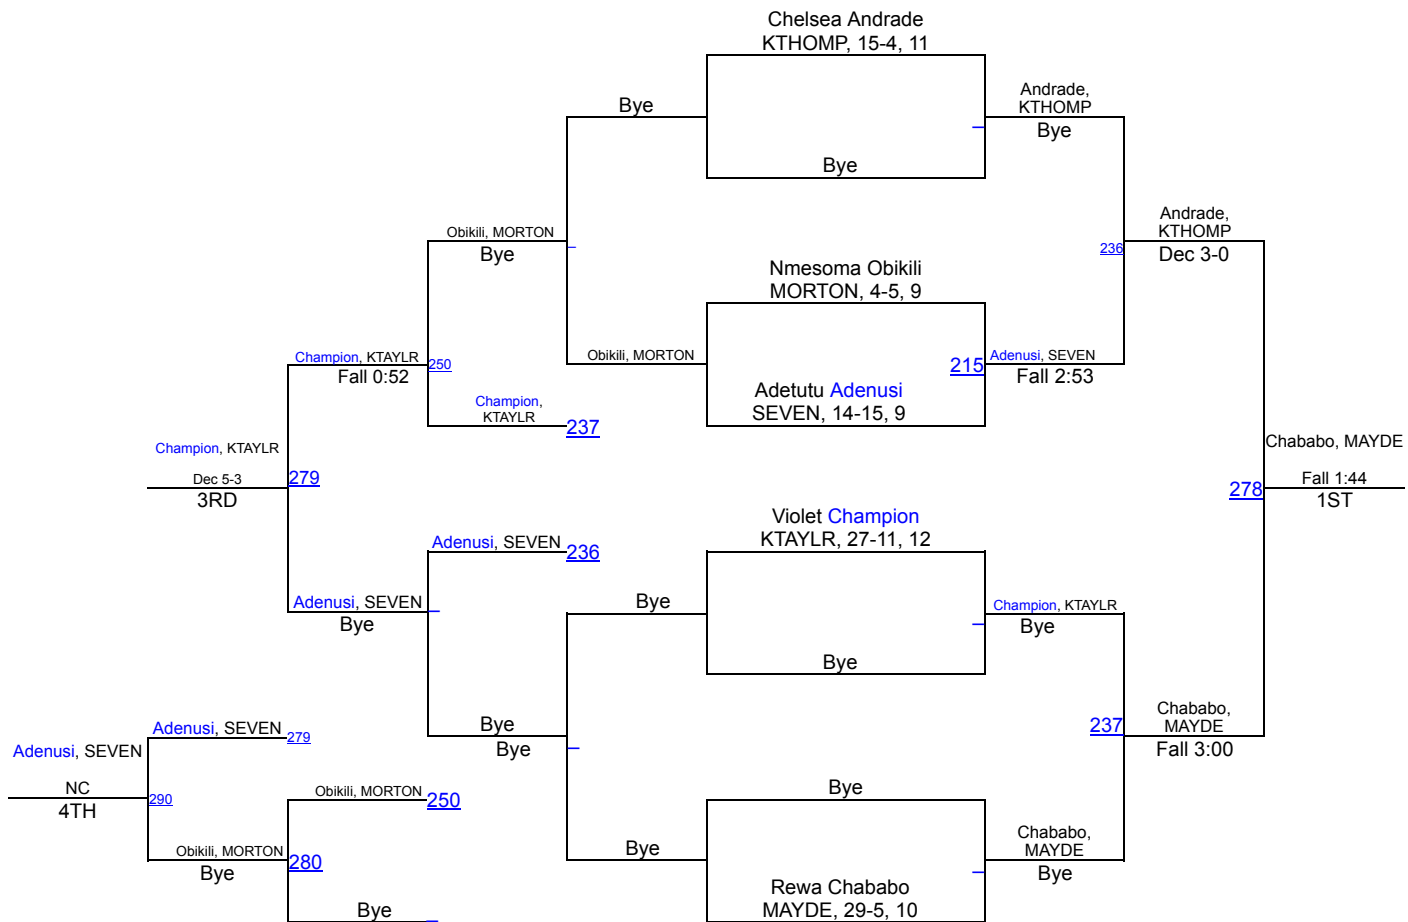 Chelsea Andrade
KTHOMP, 15-4, 11
Andrade,
KTHOMP
Bye
Bye
Bye
Andrade,
KTHOMP
Dec 3-0
236
Obikili, MORTON
Bye
Nmesoma Obikili
MORTON, 4-5, 9
Obikili, MORTON
215
Adenusi, SEVEN
Fall 2:53
Adetutu Adenusi
SEVEN, 14-15, 9
Champion, KTAYLR
Fall 0:52
250
Champion,
KTAYLR
237
Champion, KTAYLR
Dec 5-3
3RD
279
Chababo, MAYDE
Fall 1:44
1ST
278
Violet Champion
KTAYLR, 27-11, 12
Adenusi, SEVEN
236
Adenusi, SEVEN
Bye
Bye
Champion, KTAYLR
Bye
Bye
Bye
Bye
237
Chababo,
MAYDE
Fall 3:00
Adenusi, SEVEN
279
Adenusi, SEVEN
NC
4TH
290
Obikili, MORTON
250
Bye
Obikili, MORTON
Bye
280
Bye
Chababo,
MAYDE
Bye
Rewa Chababo
MAYDE, 29-5, 10
Bye